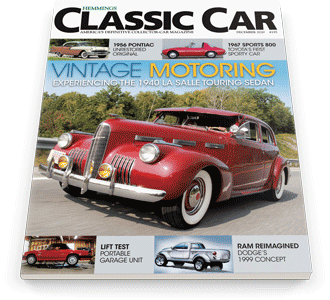 HEMMINGS
CLASSIC CAR
AMERICA'S DEFINITIVE COLLECTOR-CAR MAGAZINE
1956 PONTIAC
UNRESTORED
ORIGINAL
1967 SPORTS 800
TOYOTA'S FIRST
SPORTY CAR
VINTAGE MOTORING
EXPERIENCING THE 1940 LA SALLE TOURING SEDAN
LIFT TEST
PORTABLE
GARAGE UNIT
RAM REIMAGINED
DODGE'S
1999 CONCEPT